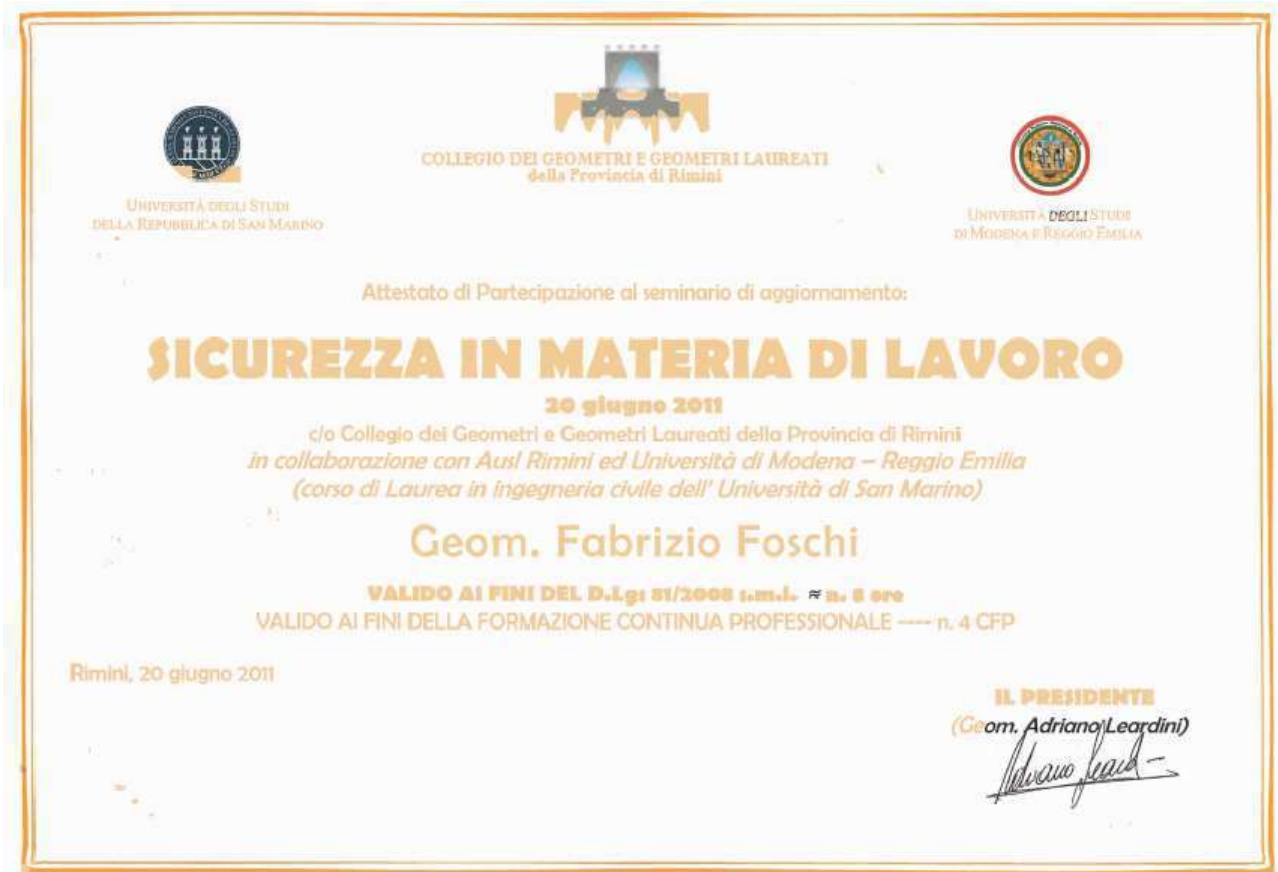 COLLEGIO DEI GEOMETRI E GEOMETRI LAUREATI
della Provincia di Rimini
UNIVERSITÀ DEGLI STUDI
DELLA REPUBBLICA DI SAN MARINO
UNIVERSITÀ DEGLI STUDI
DI MODENA E REGGIO EMILIA
Attestato di Partecipazione al seminario di aggiornamento:
SICUREZZA IN MATERIA DI LAVORO
20 giugno 2011
c/o Collegio dei Geometri e Geometri Laureati della Provincia di Rimini
in collaborazione con Ausl Rimini ed Università di Modena – Reggio Emilia
(corso di Laurea in ingegneria civile dell' Università di San Marino)
Geom. Fabrizio Foschi
VALIDO AI FINI DEL D.Lgs 81/2008 s.m.i. ≈ n. ore
VALIDO AI FINI DELLA FORMAZIONE CONTINUA PROFESSIONALE ---- n. 4 CFP
Rimini, 20 giugno 2011
IL PRESIDENTE
(Geom. Adriano Leardini)